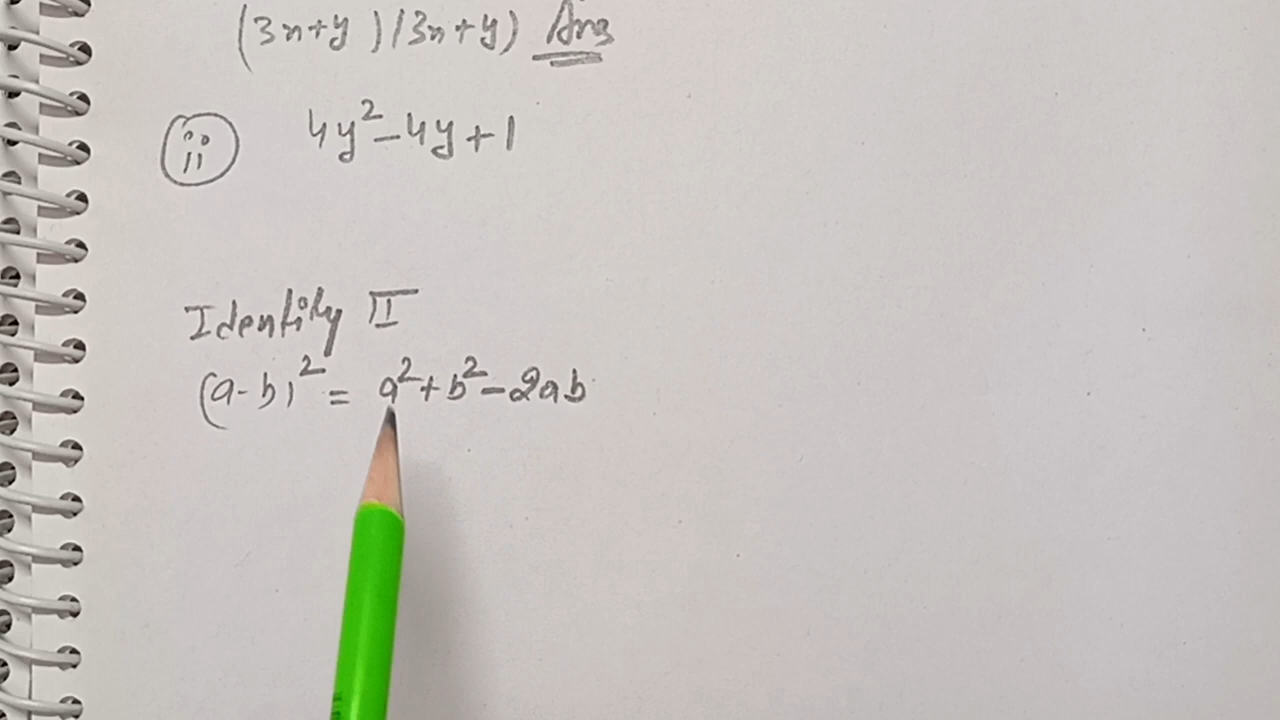 (3x+y)(3x+y) Ans
ii 4y²-4y+1
Identity II
(a-b)² = a²+b²-2ab